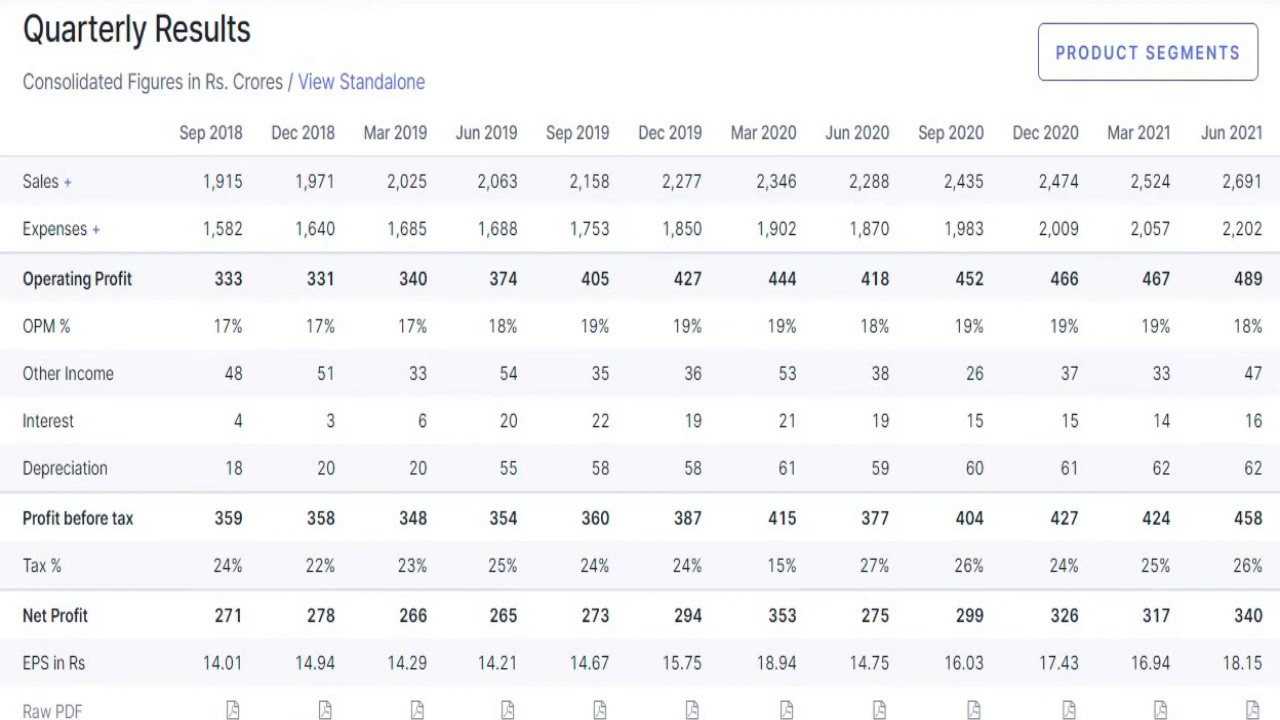 Quarterly Results
PRODUCT SEGMENTS
Consolidated Figures in Rs. Crores / View Standalone
Sep 2018 Dec 2018 Mar 2019 Jun 2019 Sep 2019 Dec 2019 Mar 2020 Jun 2020 Sep 2020 Dec 2020 Mar 2021 Jun 2021
Sales + 1,915 1,971 2,025 2,063 2,158 2,277 2,346 2,288 2,435 2,474 2,524 2,691
Expenses + 1,582 1,640 1,685 1,688 1,753 1,850 1,902 1,870 1,983 2,009 2,057 2,202
Operating Profit 333 331 340 374 405 427 444 418 452 466 467 489
OPM % 17% 17% 17% 18% 19% 19% 19% 18% 19% 19% 19% 18%
Other Income 48 51 33 54 35 36 53 38 26 37 33 47
Interest 4 3 6 20 22 19 21 19 15 15 14 16
Depreciation 18 20 20 55 58 58 61 59 60 61 62 62
Profit before tax 359 358 348 354 360 387 415 377 404 427 424 458
Tax % 24% 22% 23% 25% 24% 24% 15% 27% 26% 24% 25% 26%
Net Profit 271 278 266 265 273 294 353 275 299 326 317 340
EPS in Rs 14.01 14.94 14.29 14.21 14.67 15.75 18.94 14.75 16.03 17.43 16.94 18.15
Raw PDF